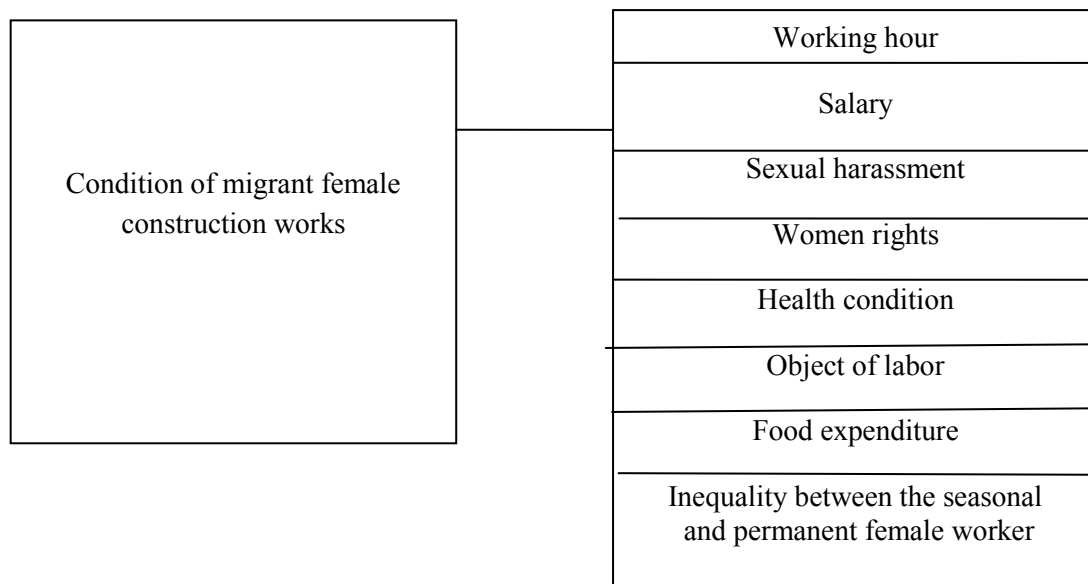 Condition of migrant female
construction works
Working hour
Salary
Sexual harassment
Women rights
Health condition
Object of labor
Food expenditure
Inequality between the seasonal
and permanent female worker